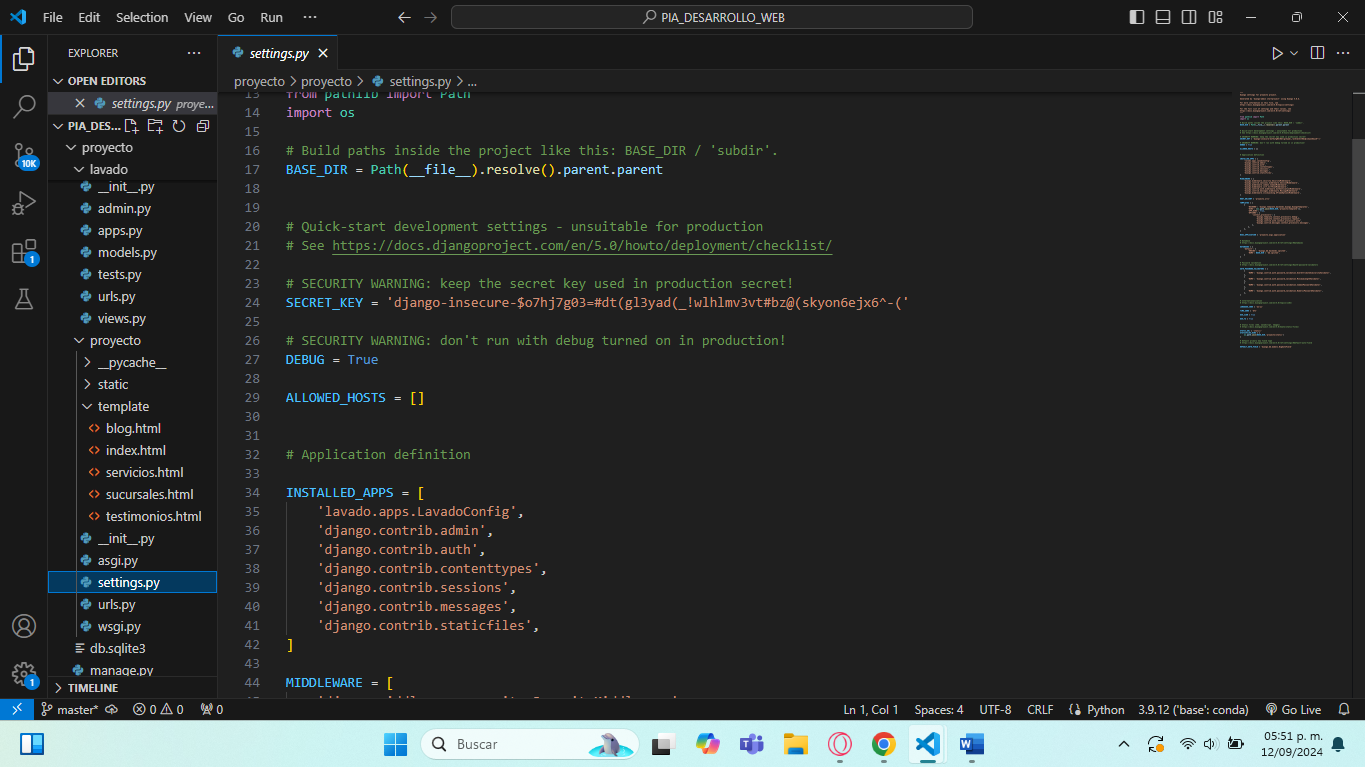 File Edit Selection View Go Run ··· PIA_DESARROLLO_WEB
EXPLORER
OPEN EDITORS
settings.py proye...
PIA_DES...
proyecto
lavado
__init__.py
admin.py
apps.py
models.py
tests.py
urls.py
views.py
proyecto
__pycache__
static
template
blog.html
index.html
servicios.html
sucursales.html
testimonios.html
__init__.py
asgi.py
settings.py
urls.py
wsgi.py
db.sqlite3
manage.py
TIMELINE
10K
1
1
settings.py
proyecto > proyecto > settings.py > ...
13 from pathlib import Path
14 import os
15
16 # Build paths inside the project like this: BASE_DIR / 'subdir'.
17 BASE_DIR = Path(__file__).resolve().parent.parent
18
19
20 # Quick-start development settings - unsuitable for production
21 # See https://docs.djangoproject.com/en/5.0/howto/deployment/checklist/
22
23 # SECURITY WARNING: keep the secret key used in production secret!
24 SECRET_KEY = 'django-insecure-$o7hj7g03=#dt(gl3yad(_!wlhlmv3vt#bz@(skyon6ejx6^-('
25
26 # SECURITY WARNING: don't run with debug turned on in production!
27 DEBUG = True
28
29 ALLOWED_HOSTS = []
30
31
32 # Application definition
33
34 INSTALLED_APPS = [
35 'lavado.apps.LavadoConfig',
36 'django.contrib.admin',
37 'django.contrib.auth',
38 'django.contrib.contenttypes',
39 'django.contrib.sessions',
40 'django.contrib.messages',
41 'django.contrib.staticfiles',
42 ]
43
44 MIDDLEWARE = [
master* 0 0 0 Ln 1, Col 1 Spaces: 4 UTF-8 CRLF Python 3.9.12 ('base': conda) Go Live
Buscar
05:51 p. m.
12/09/2024